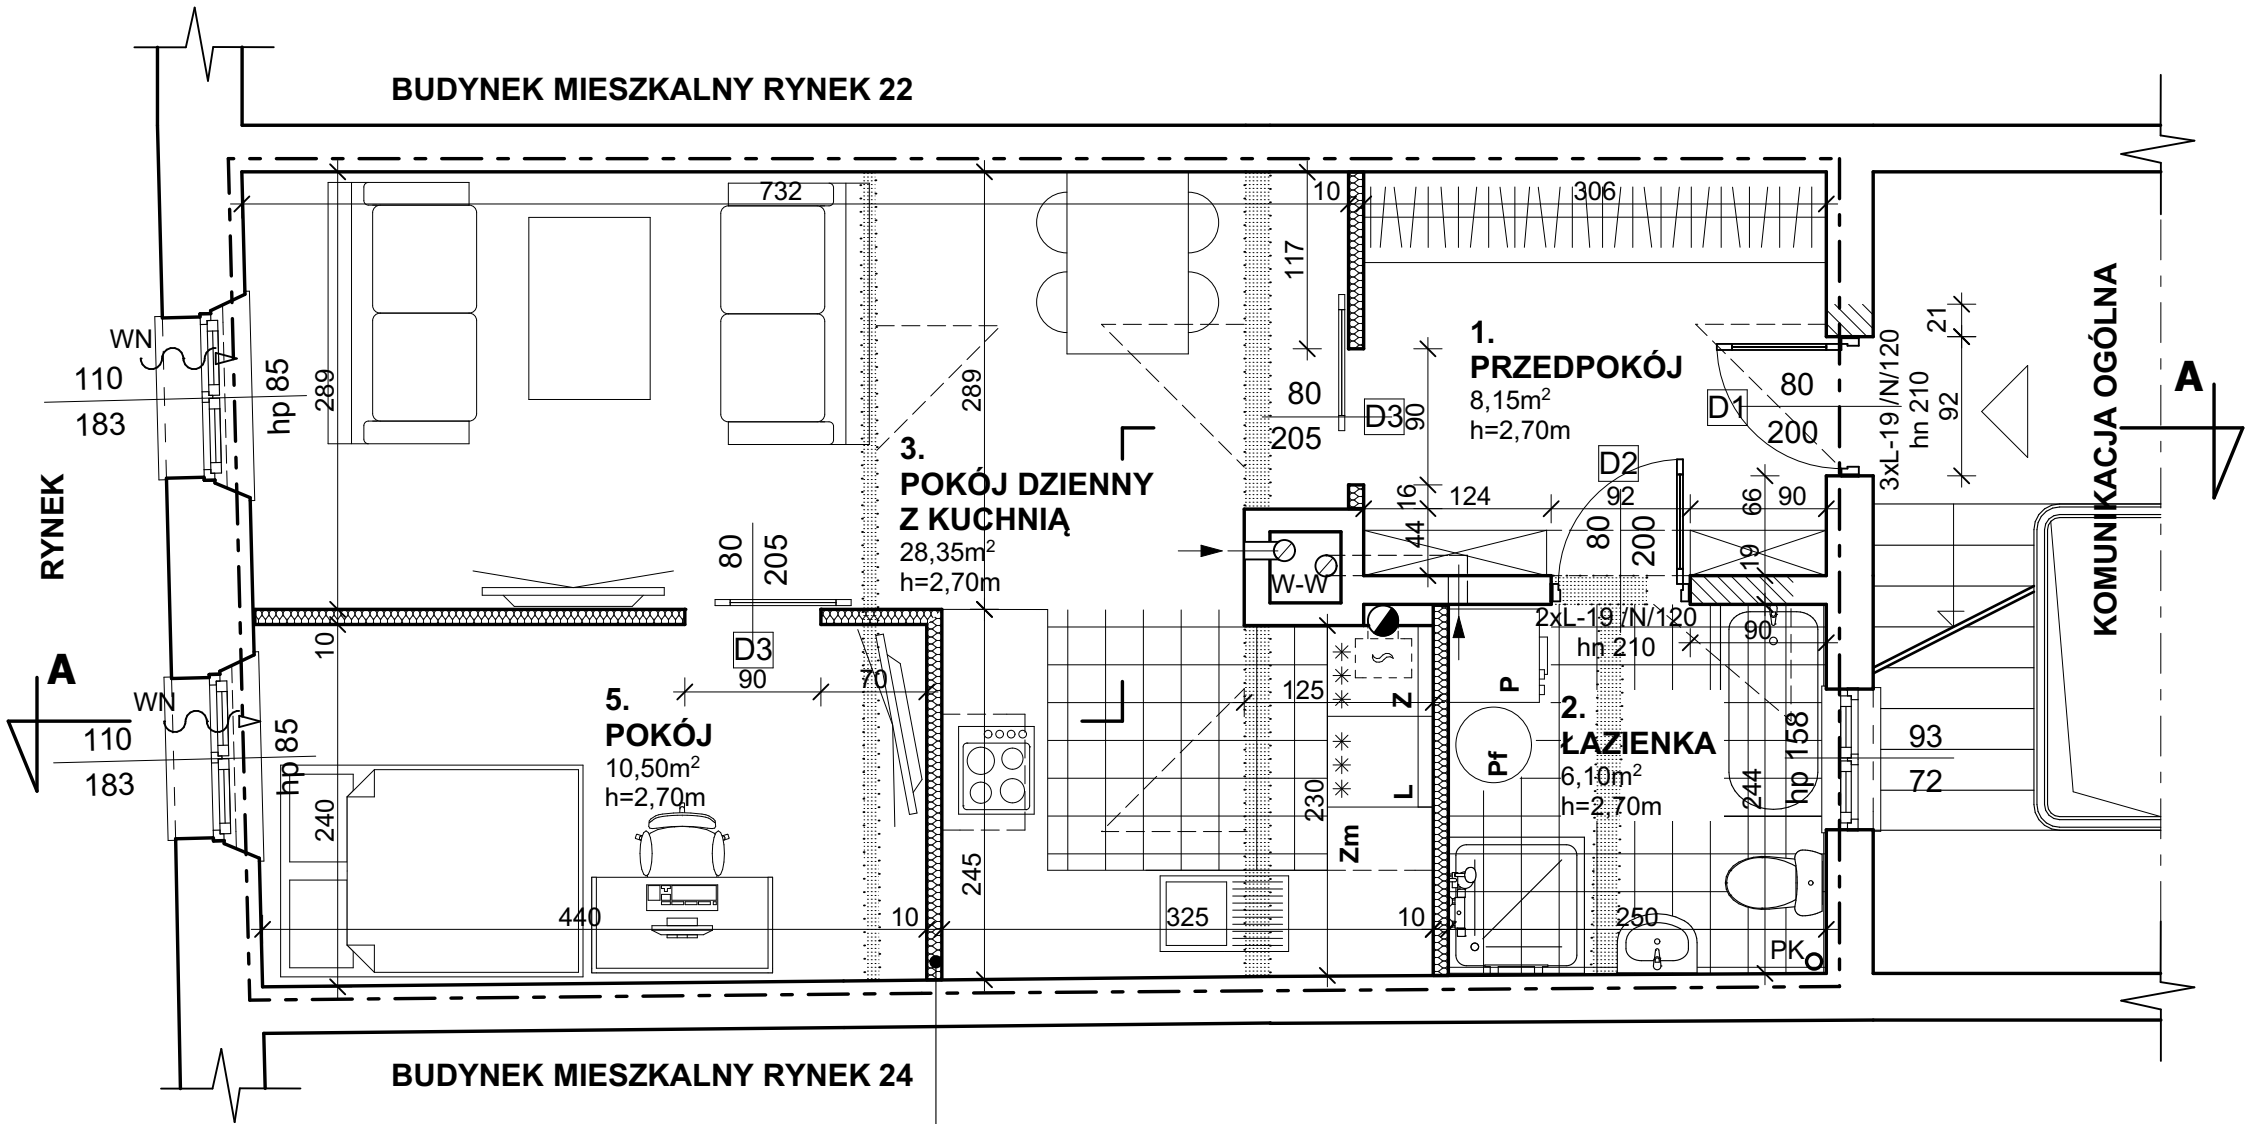 BUDYNEK MIESZKALNY RYNEK 22
732
10
306
117
WN
110
183
hp 85
289
289
80
205
D3
90
1.
PRZEDPOKÓJ
8,15m²
h=2,70m
D1
80
200
3xL-19 /N/120
hn 210
21
92
KOMUNIKACJA OGÓLNA
A
RYNEK
3.
POKÓJ DZIENNY
Z KUCHNIĄ
28,35m²
h=2,70m
D2
16
124
92
66
90
44
80
200
19
W-W
80
205
D3
90
70
10
2xL-19 /N/120
hn 210
90
A
WN
110
183
hp 85
5.
POKÓJ
10,50m²
h=2,70m
125
Z
P
2.
ŁAZIENKA
6,10m²
h=2,70m
Pf
L
Zm
230
244
hp 158
93
72
240
245
440
10
325
10
250
PK
BUDYNEK MIESZKALNY RYNEK 24